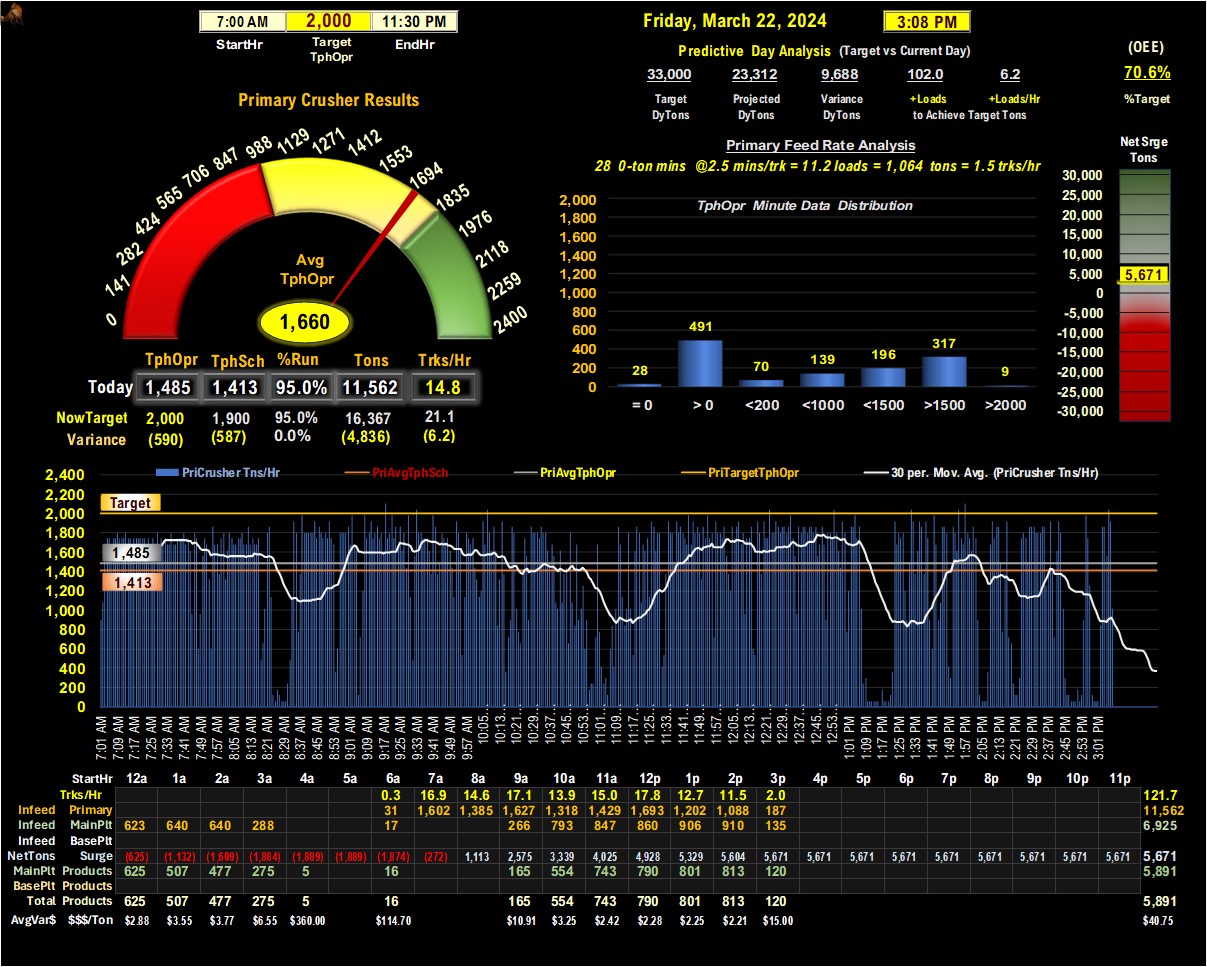 7:00 AM 2,000 11:30 PM
StartHr Target TphOpr EndHr
Friday, March 22, 2024 3:08 PM
Predictive Day Analysis (Target vs Current Day)
33,000 23,312 9,688 102.0 6.2
Target DyTons Projected DyTons Variance DyTons +Loads +Loads/Hr
to Achieve Target Tons
(OEE)
70.6%
%Target
Primary Crusher Results
0 141 282 424 565 706 847 988 1129 1271 1412 1553 1694 1835 1976 2118 2259 2400
Avg
TphOpr
1,660
TphOpr TphSch %Run Tons Trks/Hr
Today 1,485 1,413 95.0% 11,562 14.8
NowTarget 2,000 1,900 95.0% 16,367 21.1
Variance (590) (587) 0.0% (4,836) (6.2)
Primary Feed Rate Analysis
28 0-ton mins @2.5 mins/trk = 11.2 loads = 1,064 tons = 1.5 trks/hr
TphOpr Minute Data Distribution
2,000
1,800
1,600
1,400
1,200
1,000
800
600
400
200
0
28 491 70 139 196 317 9
= 0 > 0 <200 <1000 <1500 >1500 >2000
Net Srge
Tons
30,000
25,000
20,000
15,000
10,000
5,000
0
-5,000
-10,000
-15,000
-20,000
-25,000
-30,000
5,671
PriCrusher Tns/Hr PriAvgTphSch PriAvgTphOpr PriTargetTphOpr 30 per. Mov. Avg. (PriCrusher Tns/Hr)
2,400
2,200
2,000
1,800
1,600
1,400
1,200
1,000
800
600
400
200
0
Target
1,485
1,413
7:01 AM 7:09 AM 7:17 AM 7:25 AM 7:33 AM 7:41 AM 7:49 AM 7:57 AM 8:05 AM 8:13 AM 8:21 AM 8:29 AM 8:37 AM 8:45 AM 8:53 AM 9:01 AM 9:09 AM 9:17 AM 9:25 AM 9:33 AM 9:41 AM 9:49 AM 9:57 AM 10:05… 10:13… 10:21… 10:29… 10:37… 10:45… 10:53… 11:01… 11:09… 11:17… 11:25… 11:33… 11:41… 11:49… 11:57… 12:05… 12:13… 12:21… 12:29… 12:37… 12:45… 12:53… 1:01 PM 1:09 PM 1:17 PM 1:25 PM 1:33 PM 1:41 PM 1:49 PM 1:57 PM 2:05 PM 2:13 PM 2:21 PM 2:29 PM 2:37 PM 2:45 PM 2:53 PM 3:01 PM
StartHr 12a 1a 2a 3a 4a 5a 6a 7a 8a 9a 10a 11a 12p 1p 2p 3p 4p 5p 6p 7p 8p 9p 10p 11p
Trks/Hr 0.3 16.9 14.6 17.1 13.9 15.0 17.8 12.7 11.5 2.0 121.7
Infeed Primary 31 1,602 1,385 1,627 1,318 1,429 1,693 1,202 1,088 187 11,562
Infeed MainPlt 623 640 640 288 17 266 793 847 860 906 910 135 6,925
Infeed BasePlt
NetTons Surge (625) (1,132) (1,609) (1,884) (1,889) (1,889) (1,874) (272) 1,113 2,575 3,339 4,025 4,928 5,329 5,604 5,671 5,671 5,671 5,671 5,671 5,671 5,671 5,671 5,671 5,671
MainPlt Products 625 507 477 275 5 16 165 554 743 790 801 813 120 5,891
BasePlt Products
Total Products 625 507 477 275 5 16 165 554 743 790 801 813 120 5,891
AvgVar$ $$$/Ton $2.88 $3.55 $3.77 $6.55 $360.00 $114.70 $10.91 $3.25 $2.42 $2.28 $2.25 $2.21 $15.00 $40.75